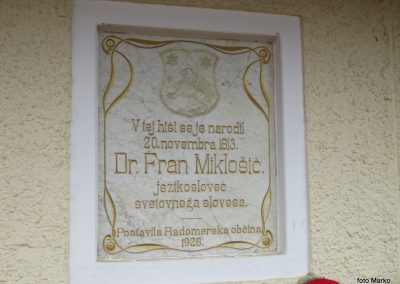 V tej hiši se je narodil
20. novembra 1813.
Dr. Fran Miklošič,
jezikoslovec
svetovnega slovesa.
Postavila Radomerska občina
1926.
foto Marko